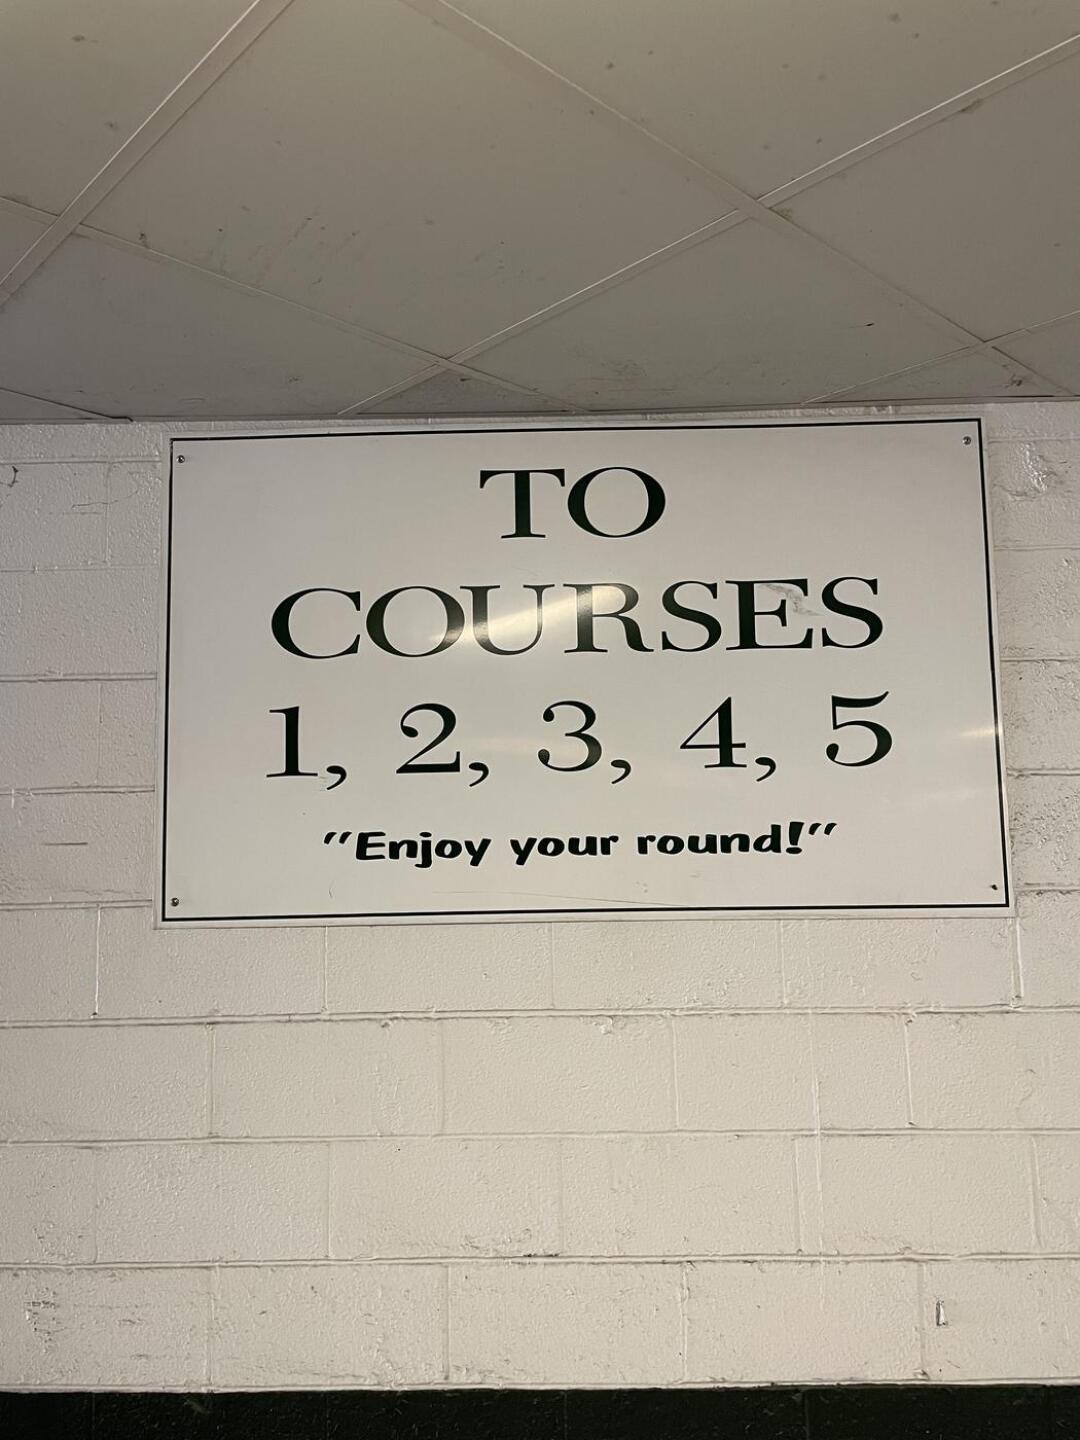 TO
COURSES
1, 2, 3, 4, 5
"Enjoy your round!"